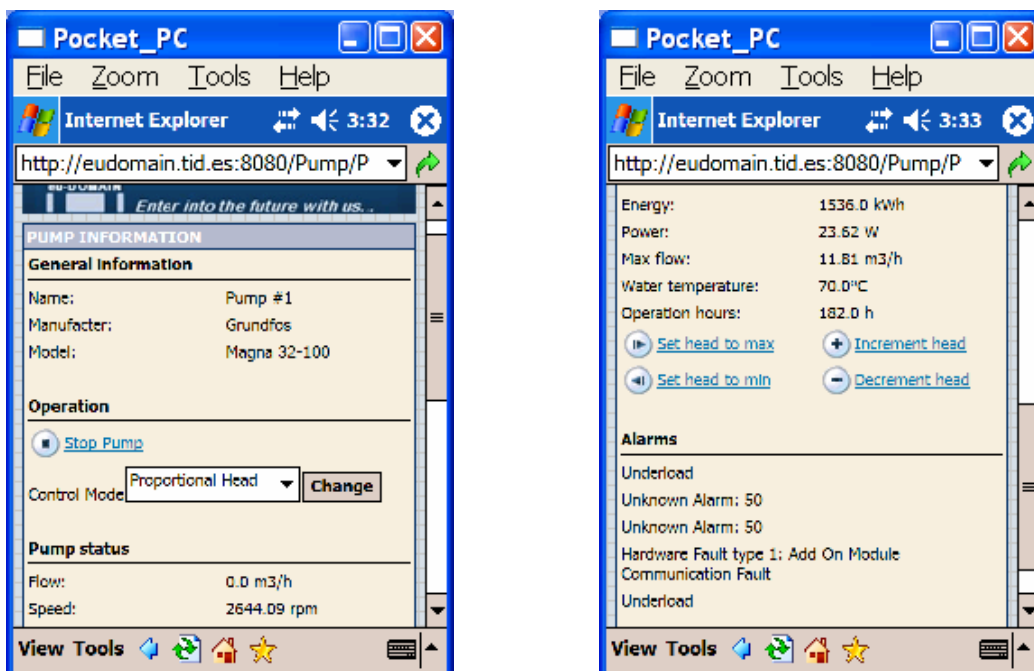 Pocket_PC
File Zoom Tools Help
Internet Explorer 3:32
http://eudomain.tid.es:8080/Pump/P
eu-DOMAIN
Enter into the future with us. .
PUMP INFORMATION
General Information
Name: Pump #1
Manufacter: Grundfos
Model: Magna 32-100
Operation
Stop Pump
Control Mode Proportional Head Change
Pump status
Flow: 0.0 m3/h
Speed: 2644.09 rpm
View Tools
Pocket_PC
File Zoom Tools Help
Internet Explorer 3:33
http://eudomain.tid.es:8080/Pump/P
Energy: 1536.0 kWh
Power: 23.62 W
Max flow: 11.81 m3/h
Water temperature: 70.0°C
Operation hours: 182.0 h
Set head to max Increment head
Set head to min Decrement head
Alarms
Underload
Unknown Alarm: 50
Unknown Alarm: 50
Hardware Fault type 1: Add On Module
Communication Fault
Underload
View Tools